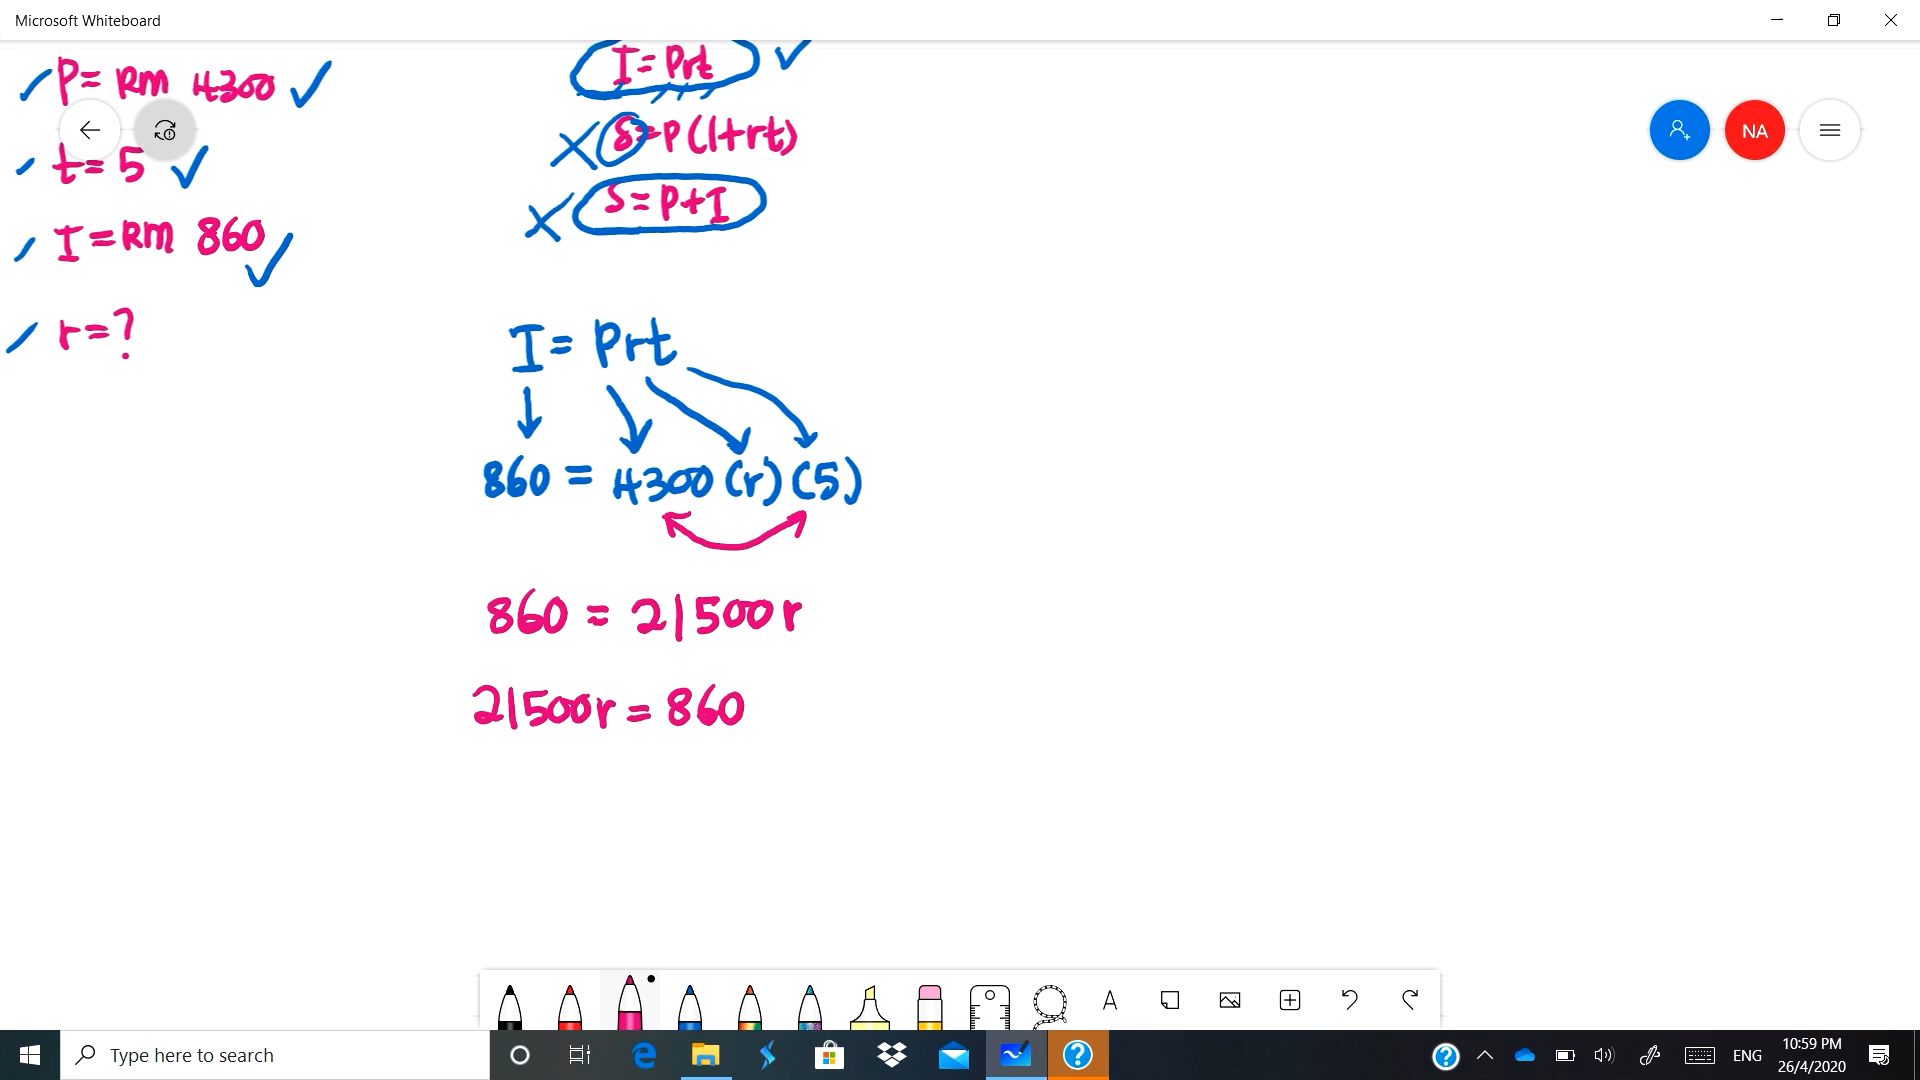 Microsoft Whiteboard
P = RM 4300
t = 5
I = RM 860
r = ?
I = Prt
S = P(1+rt)
S = P+I
NA
I = Prt
860 = 4300(r)(5)
860 = 21500r
21500r = 860
A
Type here to search
ENG
10:59 PM
26/4/2020